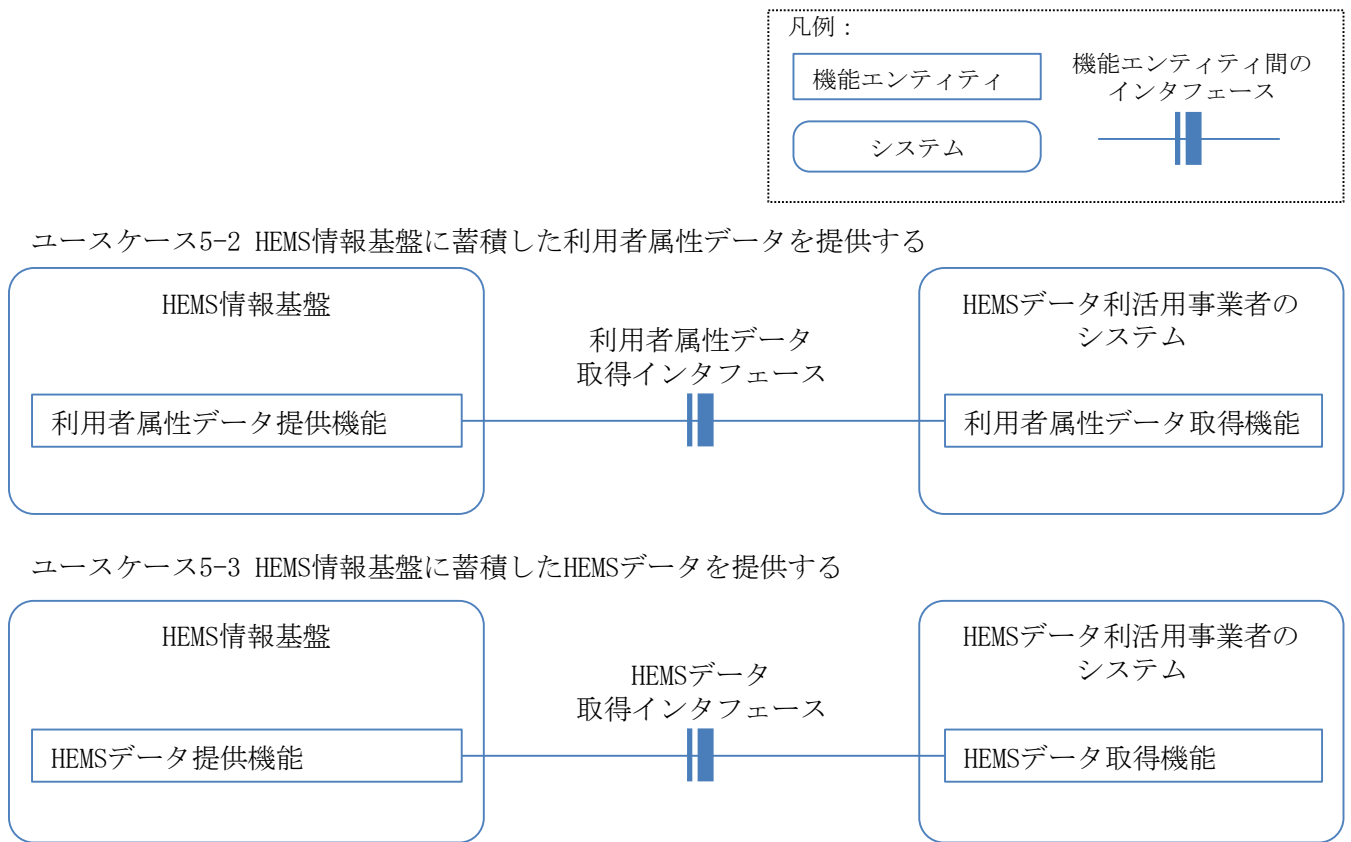 凡例：
機能エンティティ
機能エンティティ間の
インタフェース
システム
ユースケース5-2 HEMS情報基盤に蓄積した利用者属性データを提供する
HEMS情報基盤
利用者属性データ
取得インタフェース
HEMSデータ利活用事業者の
システム
利用者属性データ提供機能
利用者属性データ取得機能
ユースケース5-3 HEMS情報基盤に蓄積したHEMSデータを提供する
HEMS情報基盤
HEMSデータ
取得インタフェース
HEMSデータ利活用事業者の
システム
HEMSデータ提供機能
HEMSデータ取得機能